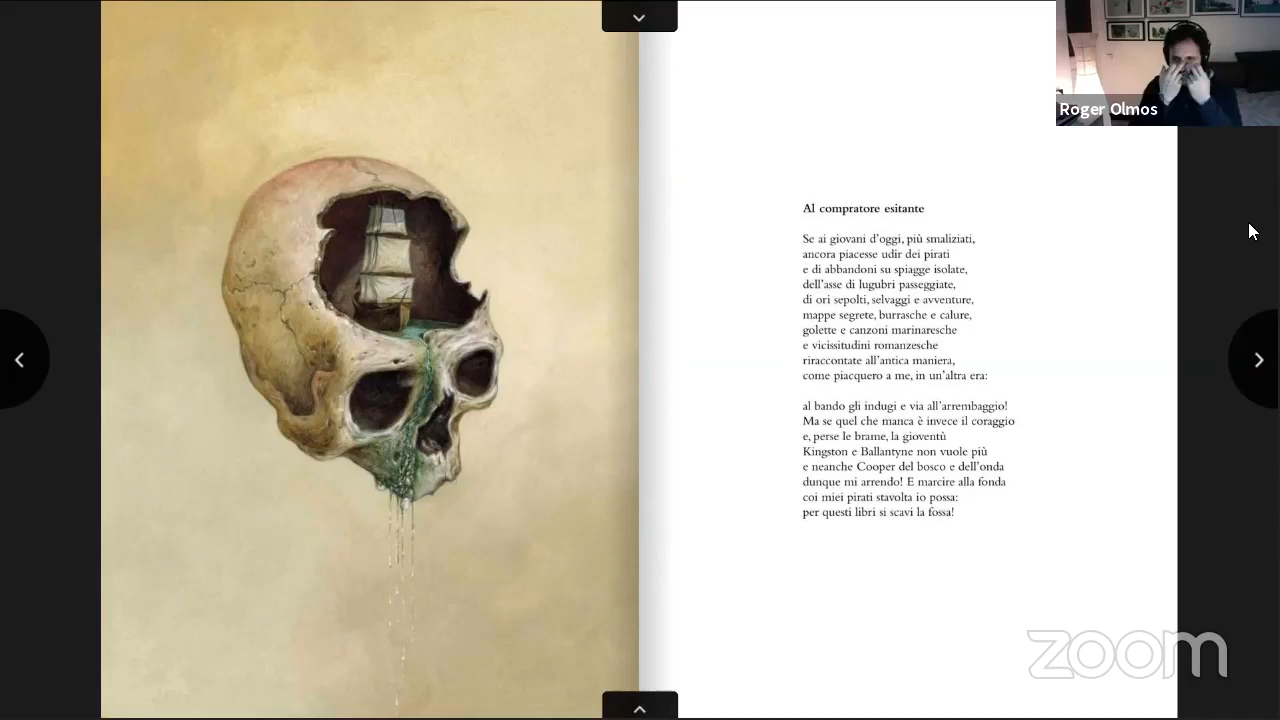 Roger Olmos
Al compratore esitante
Se ai giovani d'oggi, più smaliziati,
ancora piacesse udir dei pirati
e di abbandoni su spiagge isolate,
dell'asse di lugubri passeggiate,
di ori sepolti, selvaggi e avventure,
mappe segrete, burrasche e calure,
golette e canzoni marinaresche
e vicissitudini romanzesche
riraccontate all'antica maniera,
come piacquero a me, in un'altra era:
al bando gli indugi e via all'arrembaggio!
Ma se quel che manca è invece il coraggio
e, perse le brame, la gioventù
Kingston e Ballantyne non vuole più
e neanche Cooper del bosco e dell'onda
dunque mi arrendo! E marcire alla fonda
coi miei pirati stavolta io possa:
per questi libri si scavi la fossa!
zoom